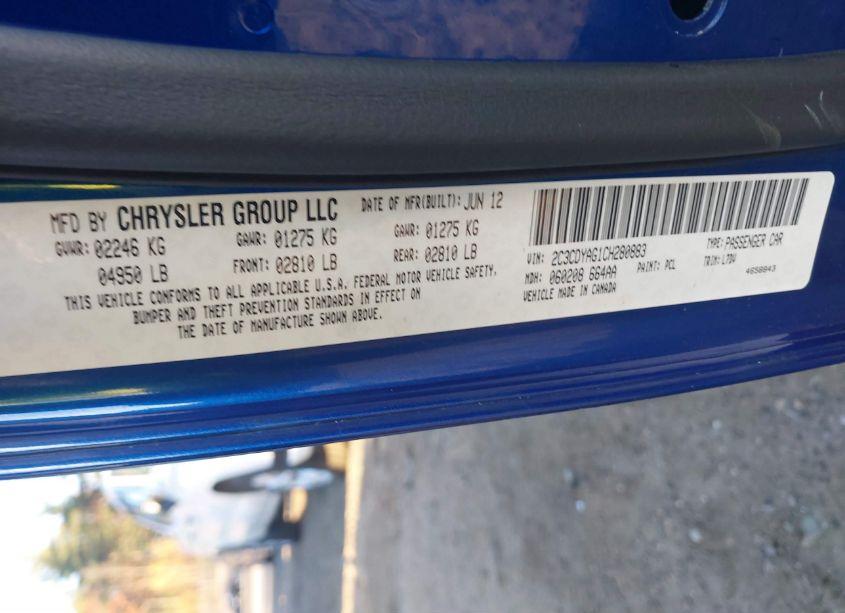 MFD BY CHRYSLER GROUP LLC DATE OF MFR(BUILT): JUN 12
GVWR: 02246 KG GAWR: 01275 KG GAWR: 01275 KG
04950 LB FRONT: 02810 LB REAR: 02810 LB
THIS VEHICLE CONFORMS TO ALL APPLICABLE U.S.A. FEDERAL MOTOR VEHICLE SAFETY,
BUMPER AND THEFT PREVENTION STANDARDS IN EFFECT ON
THE DATE OF MANUFACTURE SHOWN ABOVE.
VIN: 2C3CDYAG1CH280883 TYPE: PASSENGER CAR
MDH: 060208 664AA PAINT: PCL TRIM: L7DV
VEHICLE MADE IN CANADA 4658843